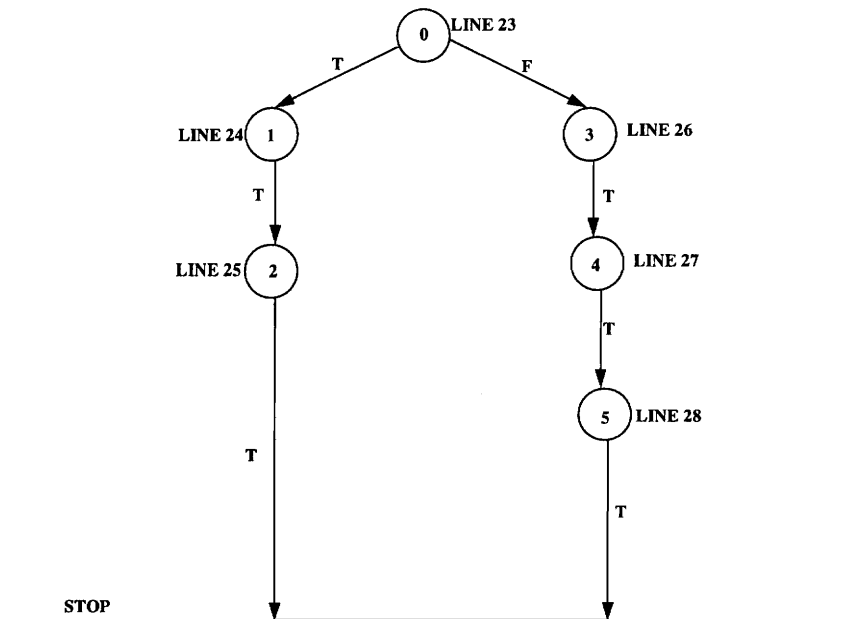 0 LINE 23
T F
LINE 24 1 3 LINE 26
T T
LINE 25 2 4 LINE 27
T
5 LINE 28
T
T
STOP